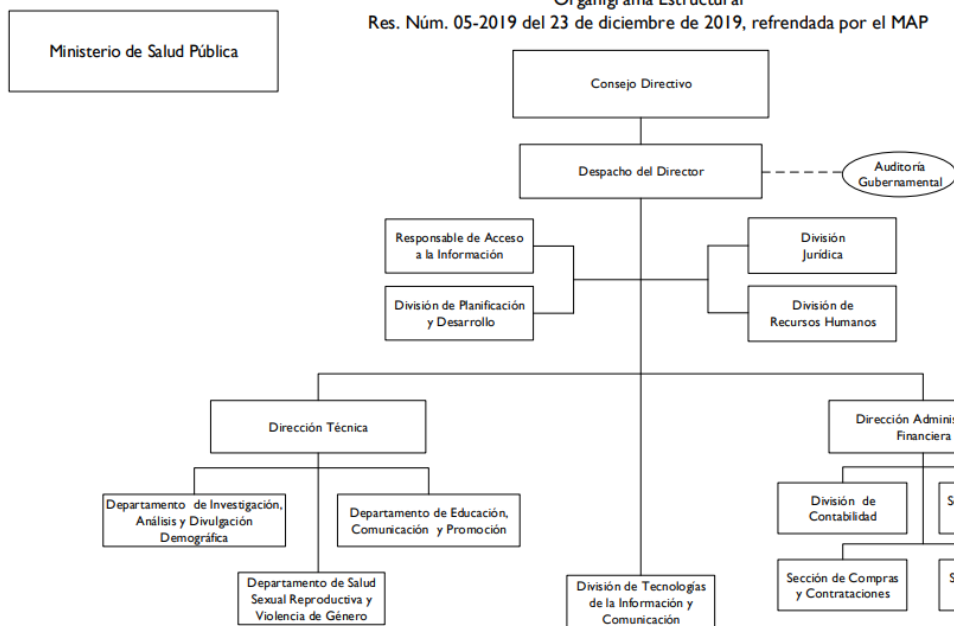 Organigrama Estructural
Res. Núm. 05-2019 del 23 de diciembre de 2019, refrendada por el MAP
Ministerio de Salud Pública
Consejo Directivo
Despacho del Director
Auditoría
Gubernamental
Responsable de Acceso
a la Información
División
Jurídica
División de Planificación
y Desarrollo
División de
Recursos Humanos
Dirección Técnica
Dirección
Financiera
Departamento de Investigación,
Análisis y Divulgación
Demográfica
Departamento de Educación,
Comunicación y Promoción
División de
Contabilidad
Departamento de Salud
Sexual Reproductiva y
Violencia de Género
División de Tecnologías
de la Información y
Comunicación
Sección de Compras
y Contrataciones